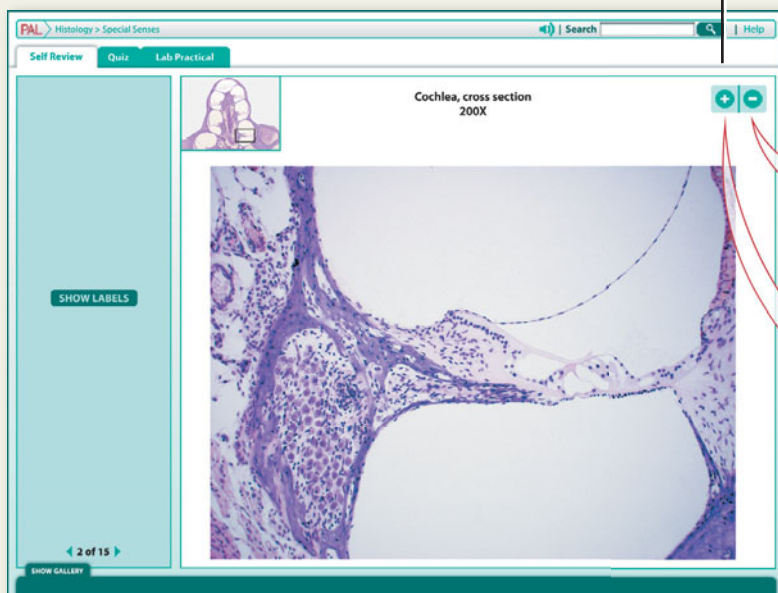 PAL Histology > Special Senses
| Search
| Help
Self Review
Quiz
Lab Practical
Cochlea, cross section
200X
SHOW LABELS
2 of 15
SHOW GALLERY